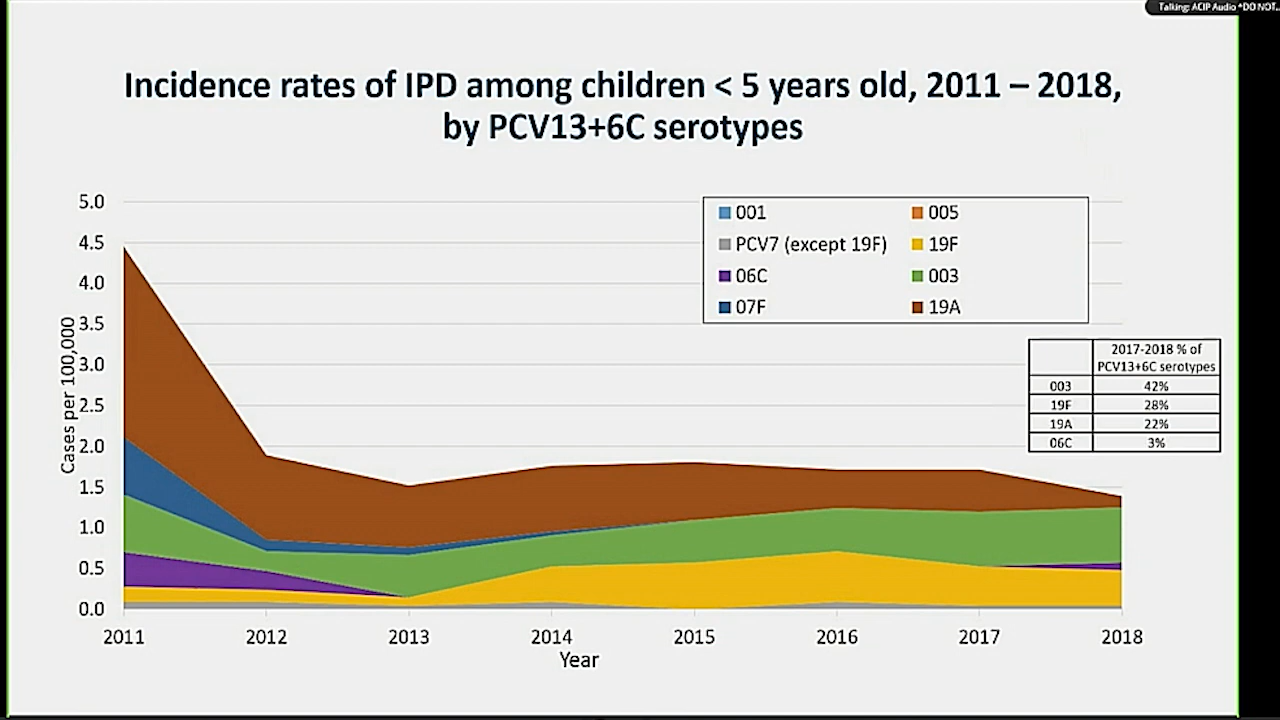 Talking: ACIP Audio *DO NOT...
Incidence rates of IPD among children < 5 years old, 2011 – 2018,
by PCV13+6C serotypes
Cases per 100,000
5.0
4.5
4.0
3.5
3.0
2.5
2.0
1.5
1.0
0.5
0.0
001 005
PCV7 (except 19F) 19F
06C 003
07F 19A
2017-2018 % of
PCV13+6C serotypes
003 42%
19F 28%
19A 22%
06C 3%
2011 2012 2013 2014 2015 2016 2017 2018
Year